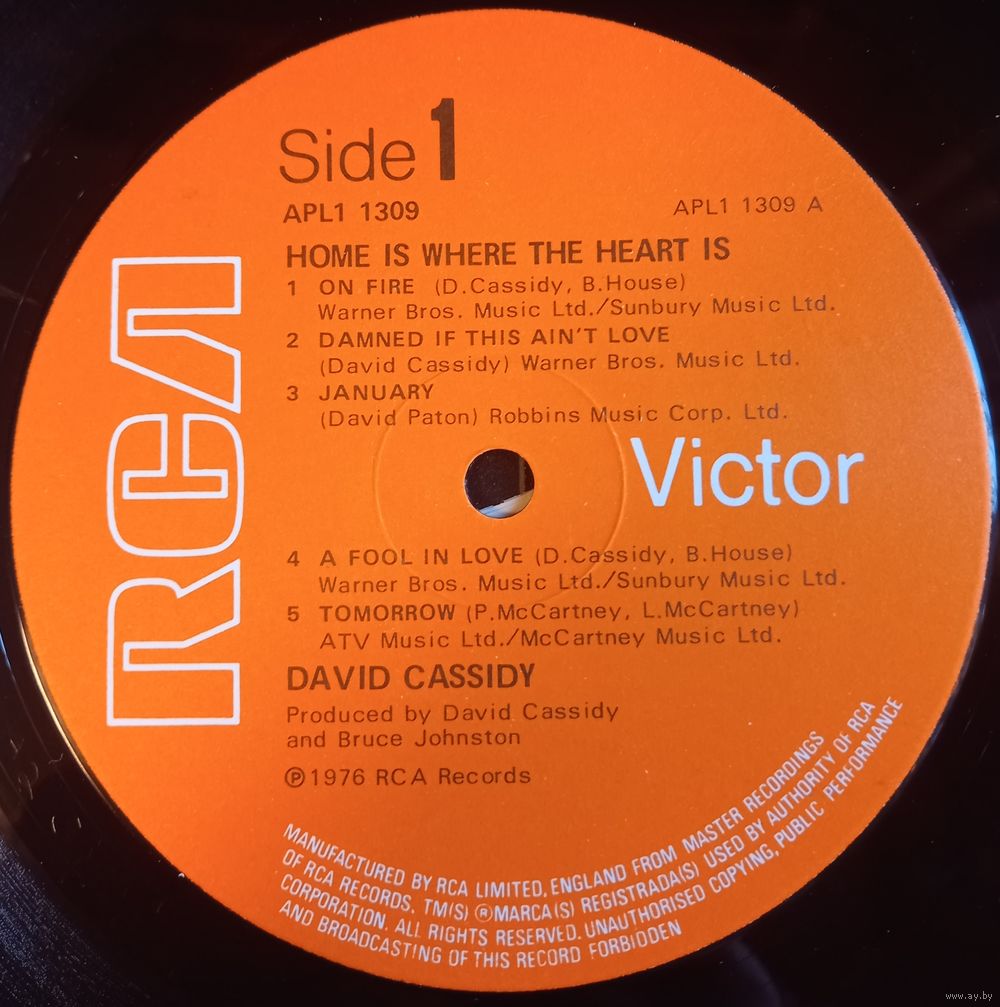 Side 1
APL1 1309
APL1 1309 A
HOME IS WHERE THE HEART IS
1 ON FIRE (D.Cassidy, B.House)
Warner Bros. Music Ltd./Sunbury Music Ltd.
2 DAMNED IF THIS AIN'T LOVE
(David Cassidy) Warner Bros. Music Ltd.
3 JANUARY
(David Paton) Robbins Music Corp. Ltd.
RCA
Victor
4 A FOOL IN LOVE (D.Cassidy, B.House)
Warner Bros. Music Ltd./Sunbury Music Ltd.
5 TOMORROW (P.McCartney, L.McCartney)
ATV Music Ltd./McCartney Music Ltd.
DAVID CASSIDY
Produced by David Cassidy
and Bruce Johnston
℗1976 RCA Records
MANUFACTURED BY RCA LIMITED, ENGLAND FROM MASTER RECORDINGS
OF RCA RECORDS, TM(S) ®MARCA(S) REGISTRADA(S) USED BY AUTHORITY OF RCA
CORPORATION. ALL RIGHTS RESERVED. UNAUTHORISED COPYING, PUBLIC PERFORMANCE
AND BROADCASTING OF THIS RECORD FORBIDDEN
www.ay.by